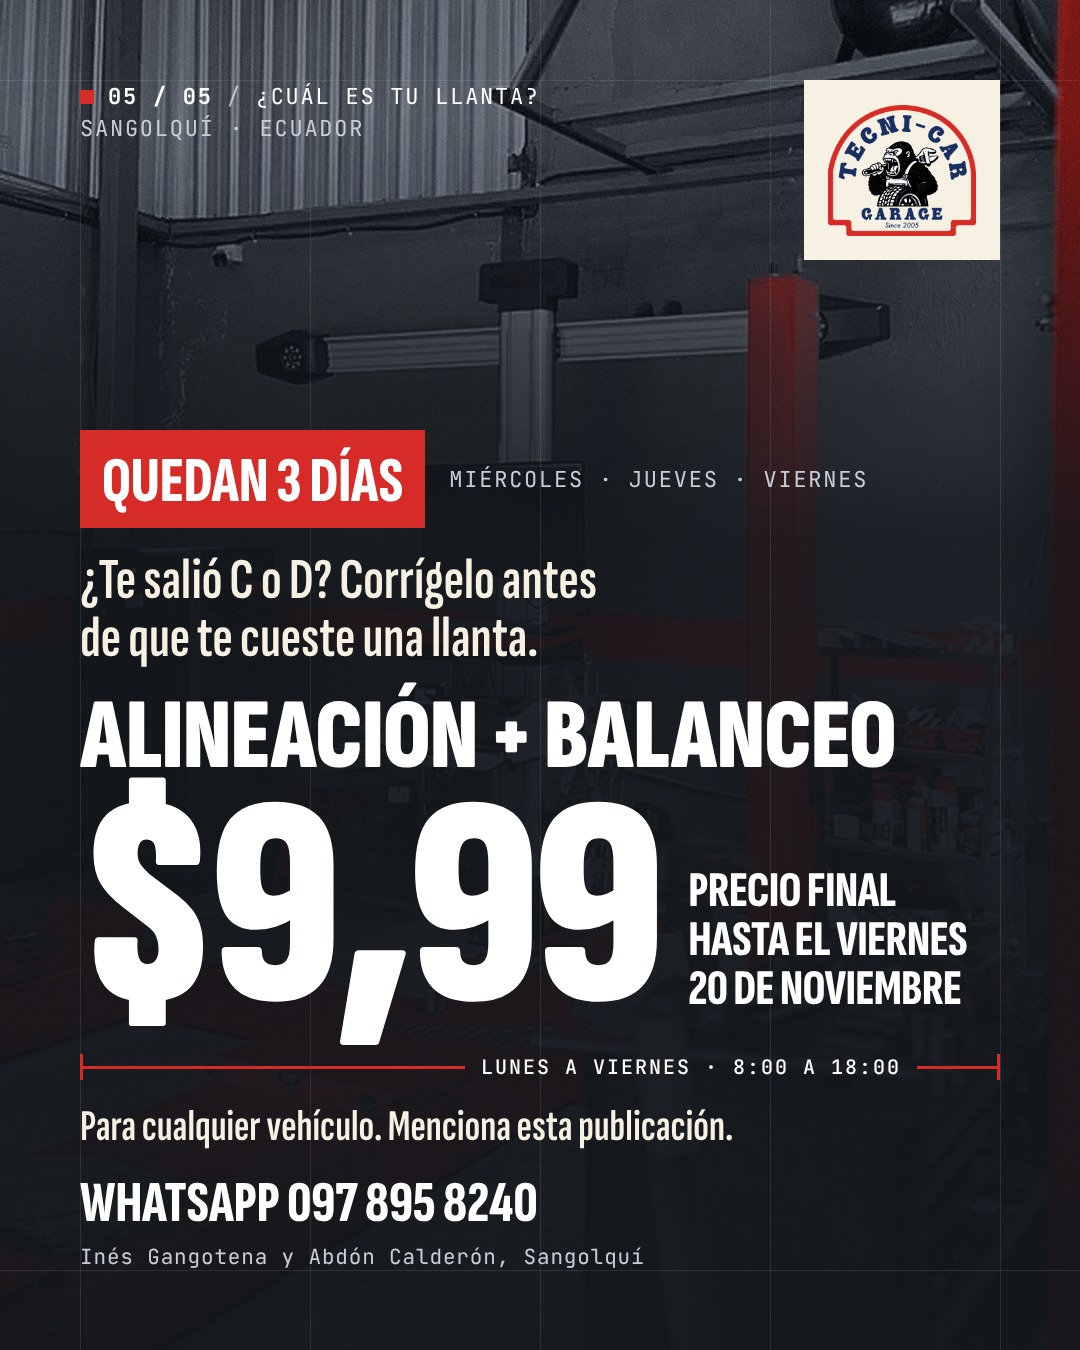 05 / 05 / ¿CUÁL ES TU LLANTA?
SANGOLQUÍ · ECUADOR
TECNI-CAR
GARAGE
Since 2005
QUEDAN 3 DÍAS
MIÉRCOLES · JUEVES · VIERNES
¿Te salió C o D? Corrígelo antes
de que te cueste una llanta.
ALINEACIÓN + BALANCEO
$9,99
PRECIO FINAL
HASTA EL VIERNES
20 DE NOVIEMBRE
LUNES A VIERNES · 8:00 A 18:00
Para cualquier vehículo. Menciona esta publicación.
WHATSAPP 097 895 8240
Inés Gangotena y Abdón Calderón, Sangolquí